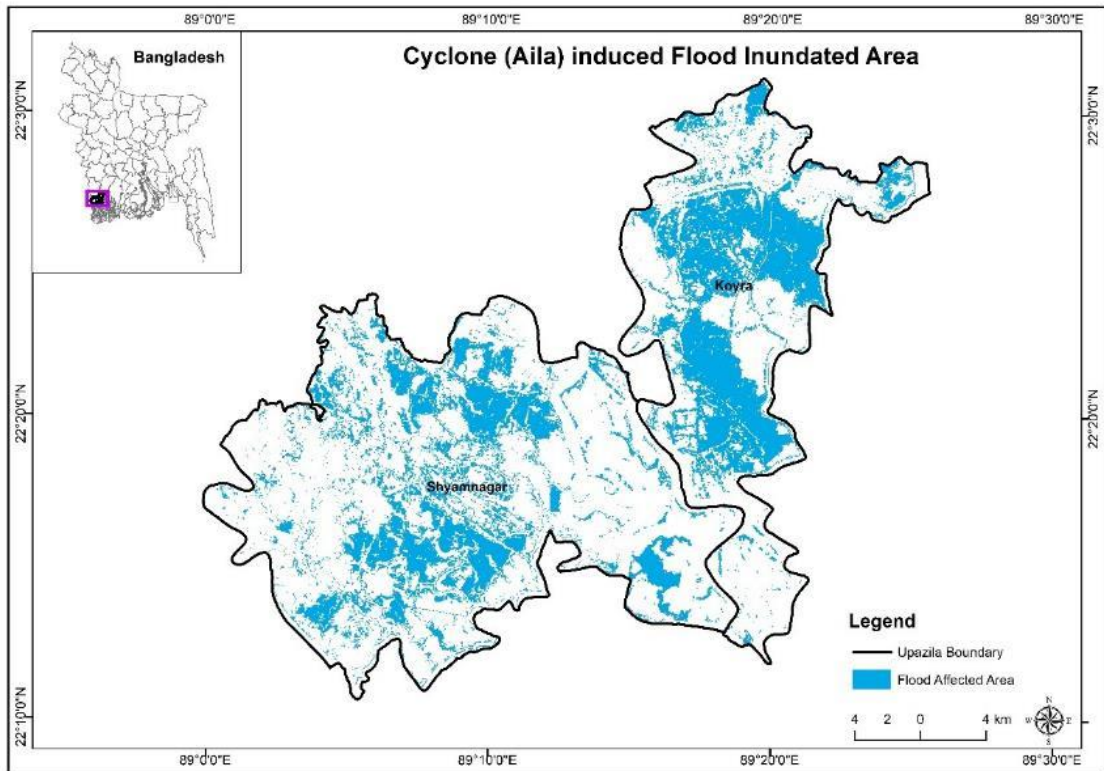 89°0'0"E 89°10'0"E 89°20'0"E 89°30'0"E
Bangladesh
Cyclone (Aila) induced Flood Inundated Area
22°30'0"N
22°30'0"N
Koyra
22°20'0"N
22°20'0"N
Shyamnagar
Legend
Upazila Boundary
Flood Affected Area
4 2 0 4 km
N
W E
S
22°10'0"N
22°10'0"N
89°0'0"E 89°10'0"E 89°20'0"E 89°30'0"E